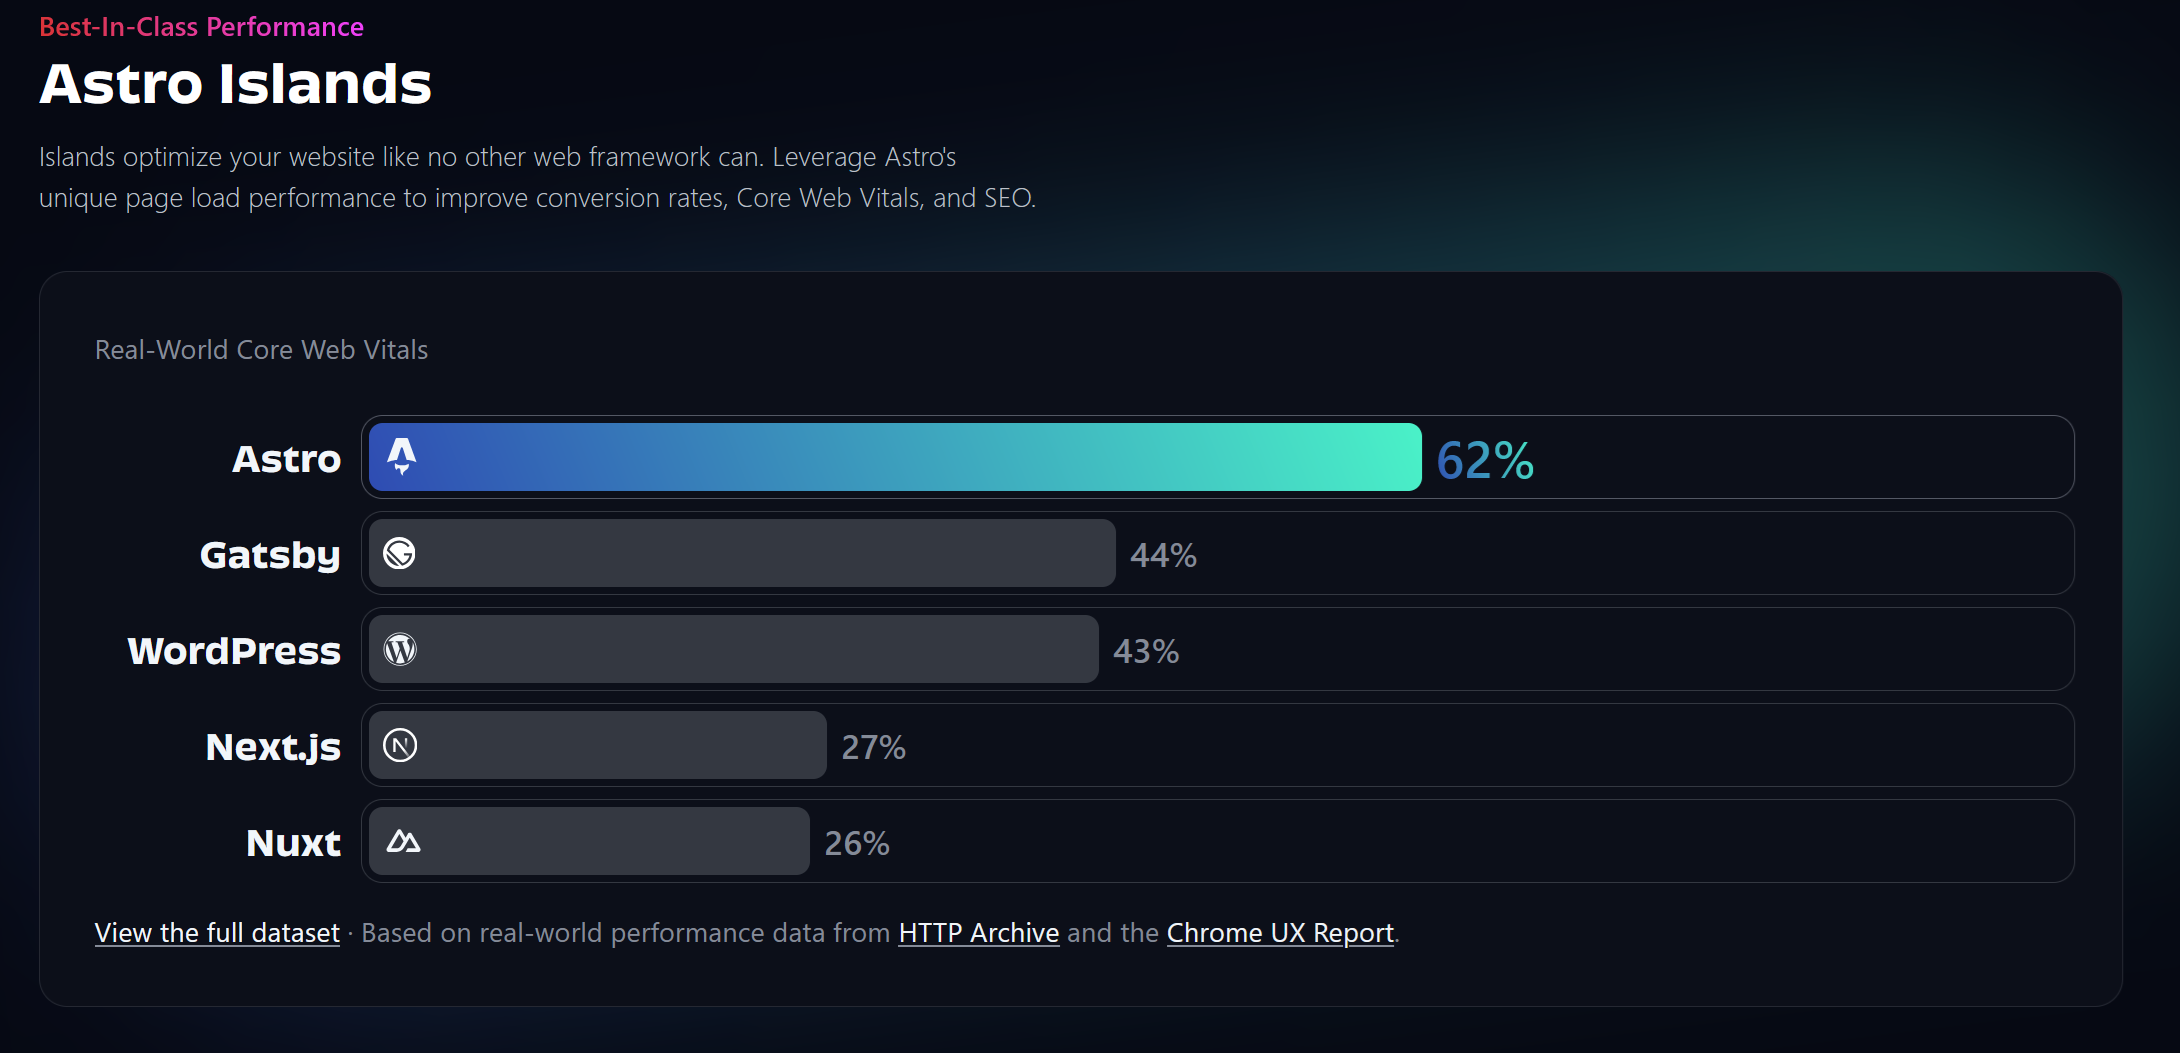 Best-In-Class Performance
Astro Islands
Islands optimize your website like no other web framework can. Leverage Astro's
unique page load performance to improve conversion rates, Core Web Vitals, and SEO.
Real-World Core Web Vitals
Astro 62%
Gatsby 44%
WordPress 43%
Next.js 27%
Nuxt 26%
View the full dataset · Based on real-world performance data from HTTP Archive and the Chrome UX Report.